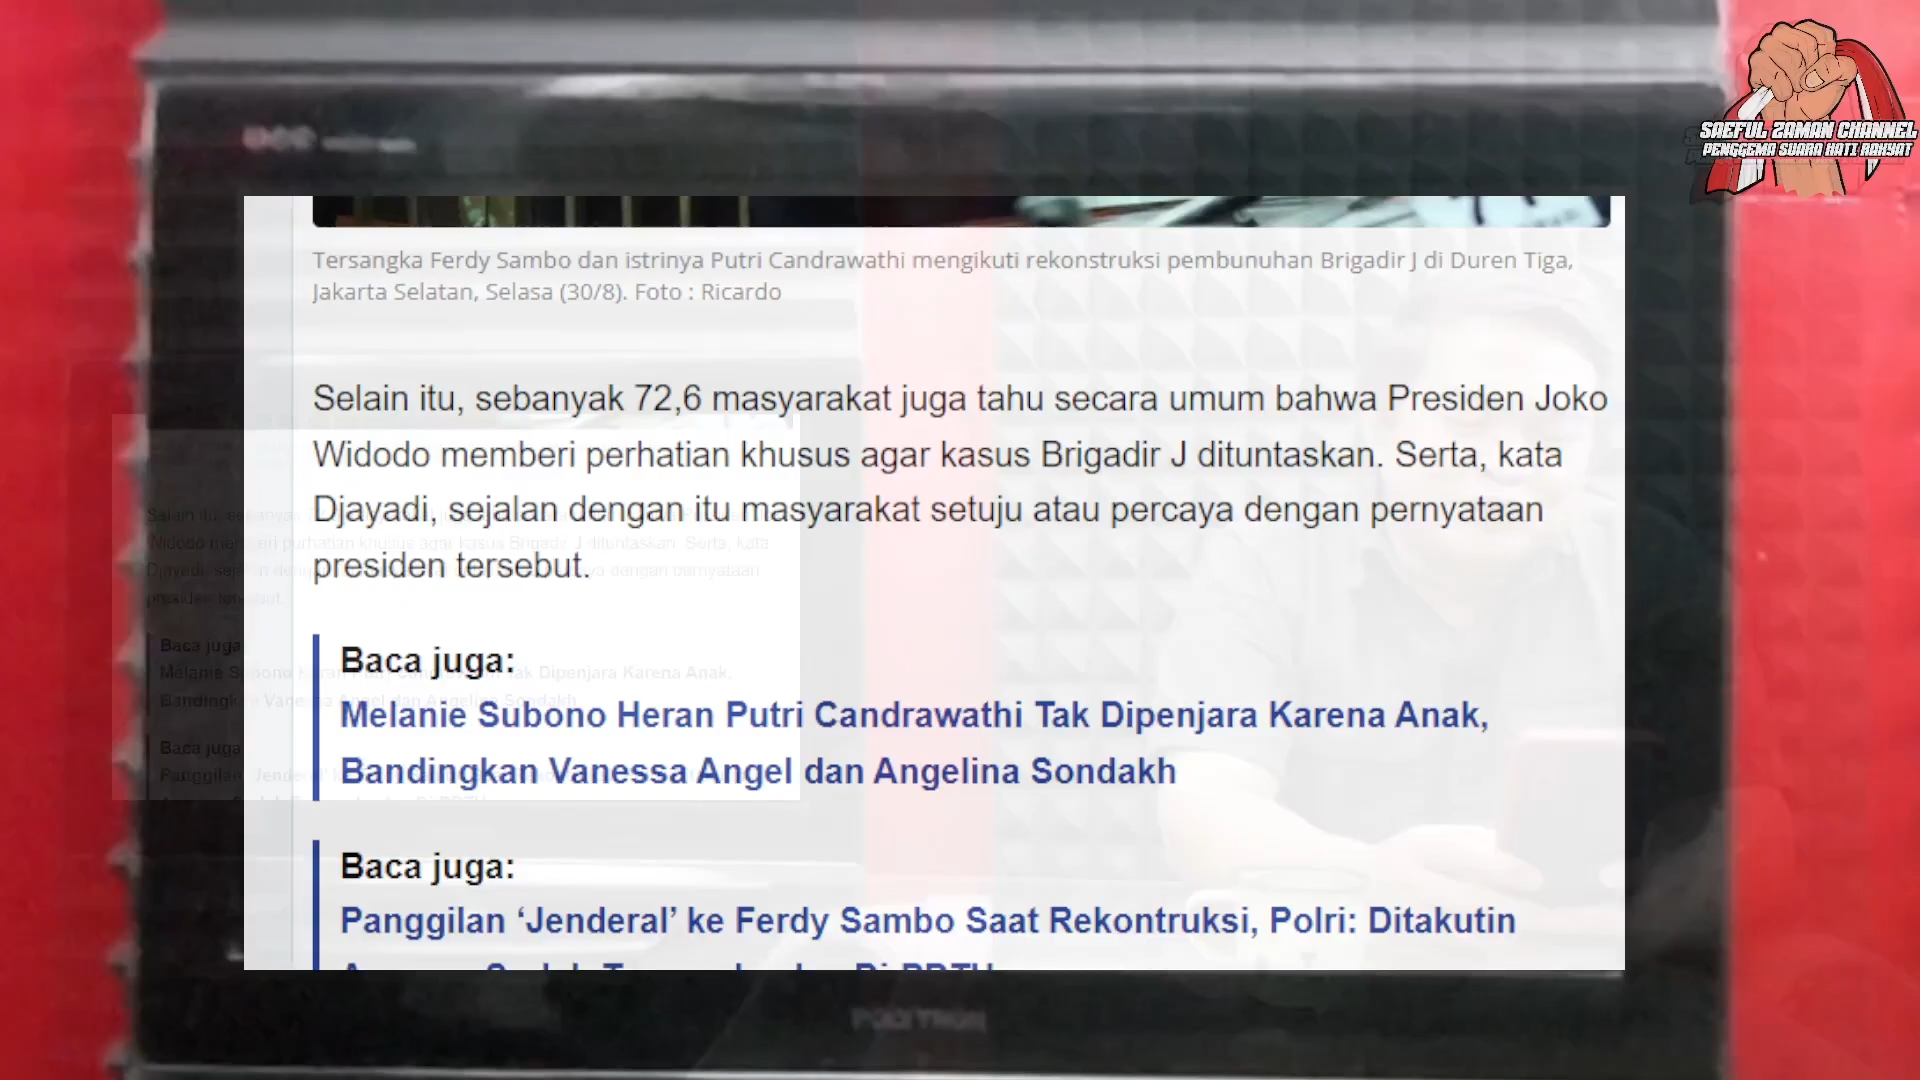 SAEFUL ZAMAN CHANNEL
PENGGEMA SUARA HATI RAKYAT
Tersangka Ferdy Sambo dan istrinya Putri Candrawathi mengikuti rekonstruksi pembunuhan Brigadir J di Duren Tiga,
Jakarta Selatan, Selasa (30/8). Foto : Ricardo
Selain itu, sebanyak 72,6 masyarakat juga tahu secara umum bahwa Presiden Joko
Widodo memberi perhatian khusus agar kasus Brigadir J dituntaskan. Serta, kata
Djayadi, sejalan dengan itu masyarakat setuju atau percaya dengan pernyataan
presiden tersebut.
Baca juga:
Melanie Subono Heran Putri Candrawathi Tak Dipenjara Karena Anak,
Bandingkan Vanessa Angel dan Angelina Sondakh
Baca juga:
Panggilan ‘Jenderal’ ke Ferdy Sambo Saat Rekontruksi, Polri: Ditakutin
POLYTRON